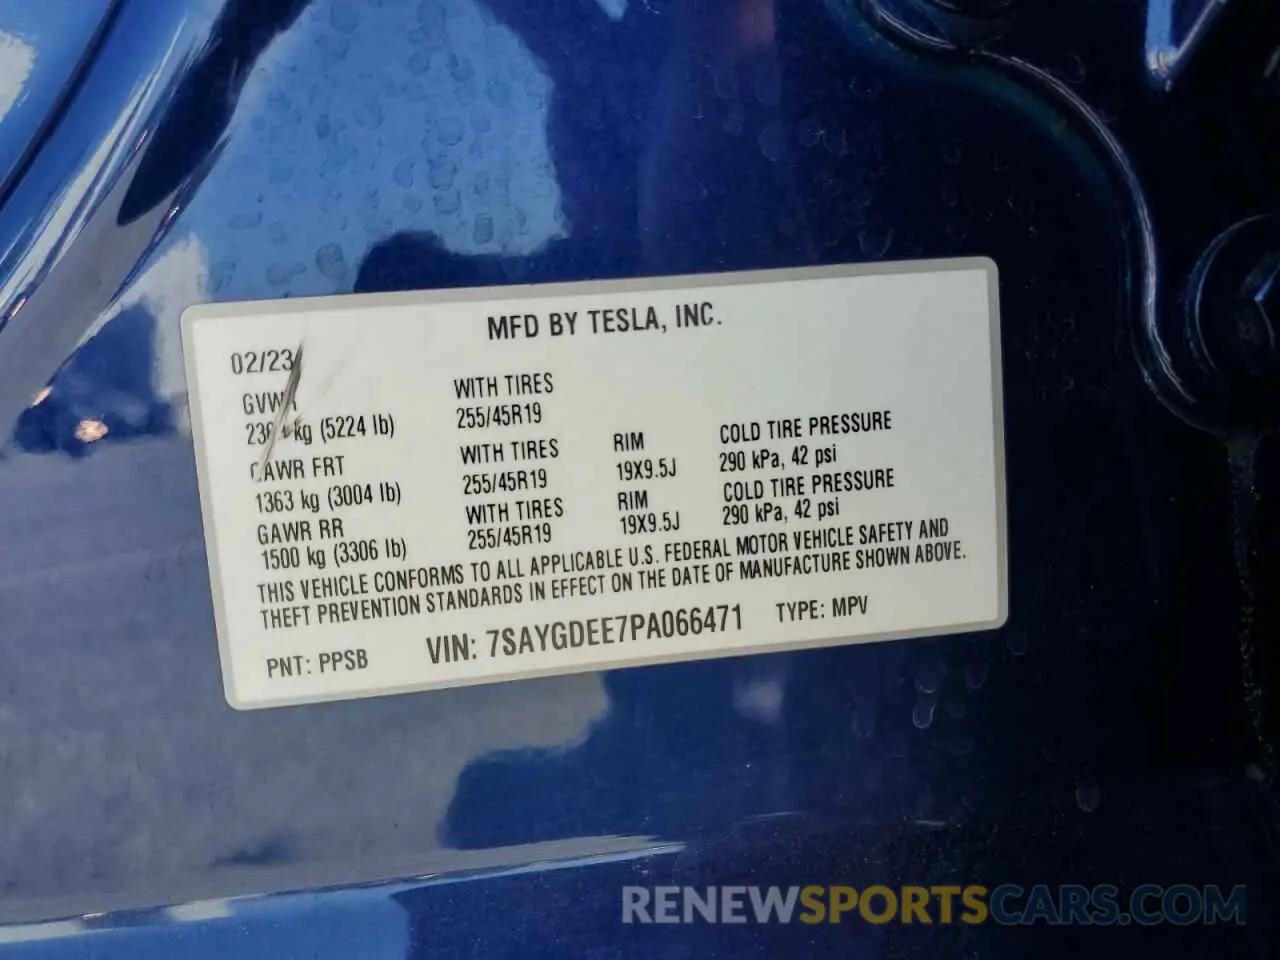 MFD BY TESLA, INC.
02/23
GVWR WITH TIRES
kg (5224 lb) 255/45R19
GAWR FRT WITH TIRES RIM COLD TIRE PRESSURE
1363 kg (3004 lb) 255/45R19 19X9.5J 290 kPa, 42 psi
GAWR RR WITH TIRES RIM COLD TIRE PRESSURE
1500 kg (3306 lb) 255/45R19 19X9.5J 290 kPa, 42 psi
THIS VEHICLE CONFORMS TO ALL APPLICABLE U.S. FEDERAL MOTOR VEHICLE SAFETY AND
THEFT PREVENTION STANDARDS IN EFFECT ON THE DATE OF MANUFACTURE SHOWN ABOVE.
PNT: PPSB VIN: 7SAYGDEE7PA066471 TYPE: MPV
RENEWSPORTSCARS.COM